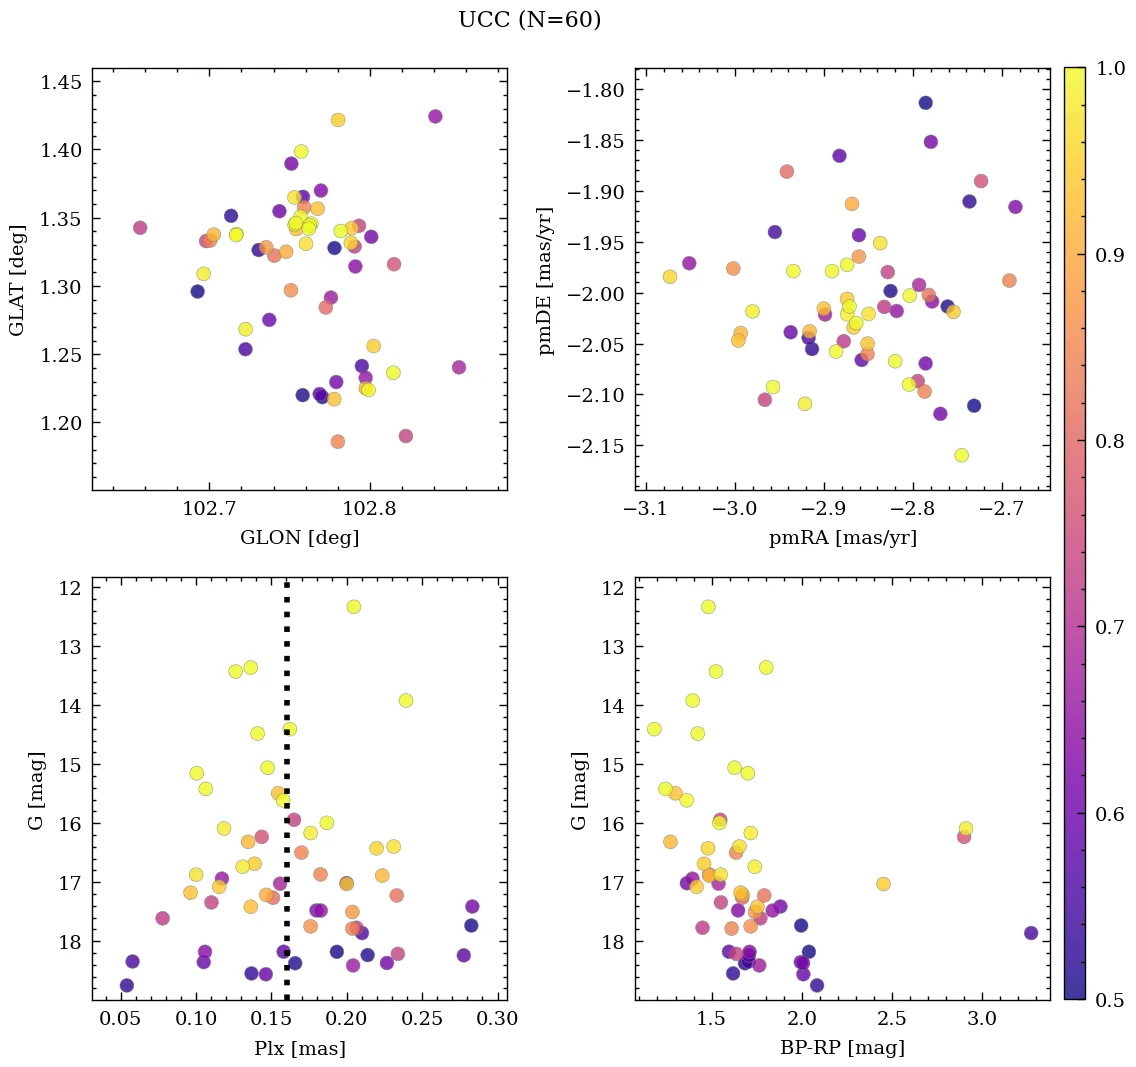 UCC (N=60)
1.45
1.40
1.35
1.30
1.25
1.20
GLAT [deg]
102.7 102.8
GLON [deg]
−1.80
−1.85
−1.90
−1.95
−2.00
−2.05
−2.10
−2.15
pmDE [mas/yr]
−3.1 −3.0 −2.9 −2.8 −2.7
pmRA [mas/yr]
12
13
14
15
16
17
18
G [mag]
0.05 0.10 0.15 0.20 0.25 0.30
Plx [mas]
12
13
14
15
16
17
18
G [mag]
1.5 2.0 2.5 3.0
BP-RP [mag]
1.0
0.9
0.8
0.7
0.6
0.5